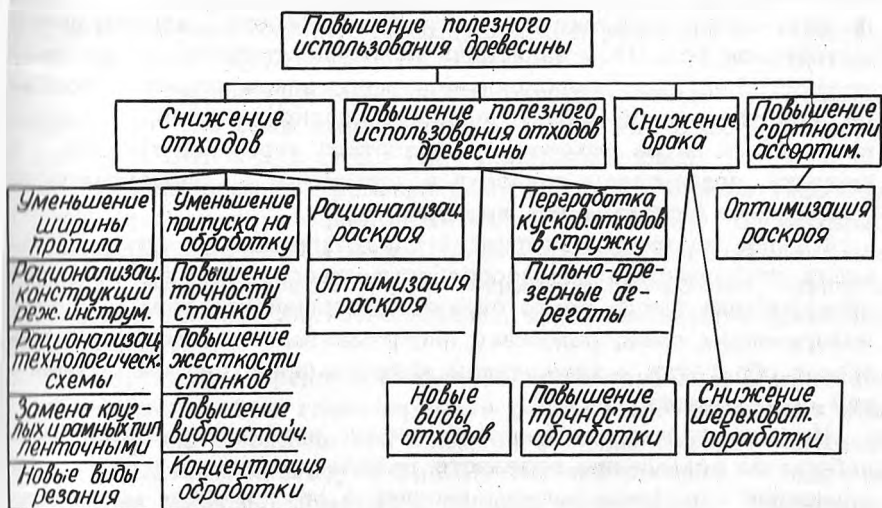 Повышение полезного
использования древесины
Снижение
отходов
Повышение полезного
использования отходов
древесины
Снижение
брака
Повышение
сортности
ассортим.
Уменьшение
ширины
пропила
Рационализац.
конструкции
реж. инструм.
Рационализац.
технологическ.
схемы
Замена круг-
лых и рамных пил
ленточными
Новые виды
резания
Уменьшение
припуска на
обработку
Повышение
точности
станков
Повышение
жесткости
станков
Повышение
виброустойч.
Концентрация
обработки
Рационализац.
раскроя
Оптимизация
раскроя
Переработка
кусков. отходов
в стружку
Пильно-фре-
зерные аг-
регаты
Оптимизация
раскроя
Новые
виды
отходов
Повышение
точности
обработки
Снижение
шероховат.
обработки